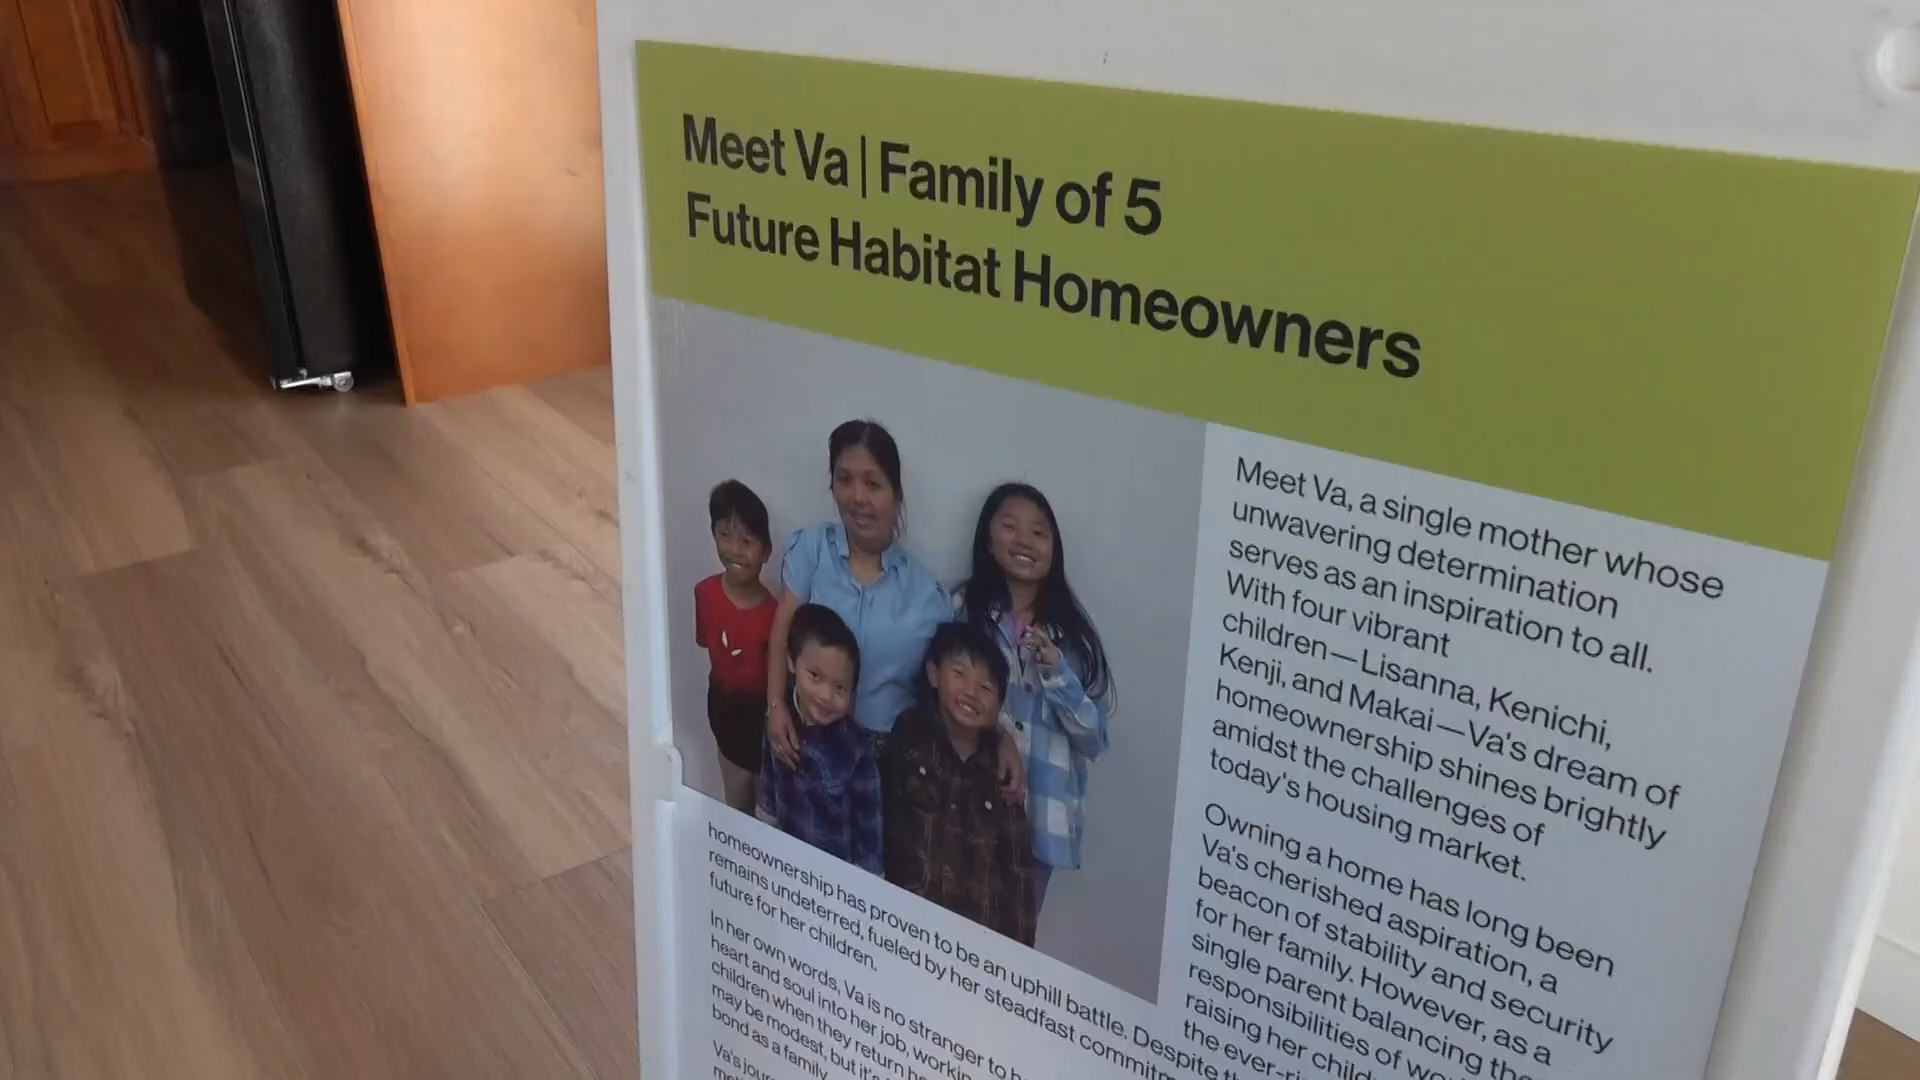 Meet Va | Family of 5
Future Habitat Homeowners
Meet Va, a single mother whose
unwavering determination
serves as an inspiration to all.
With four vibrant
children—Lisanna, Kenichi,
Kenji, and Makai—Va's dream of
homeownership shines brightly
amidst the challenges of
today's housing market.
Owning a home has long been
Va's cherished aspiration, a
beacon of stability and security
for her family. However, as a
single parent balancing the
responsibilities of
raising her
the
homeownership has proven to be an uphill battle. Despite
remains undeterred, fueled by her steadfast
future for her children.
In her own words, Va is no stranger to
heart and soul into her job,
children when they return
may be modest, but
bond as a family
Va's